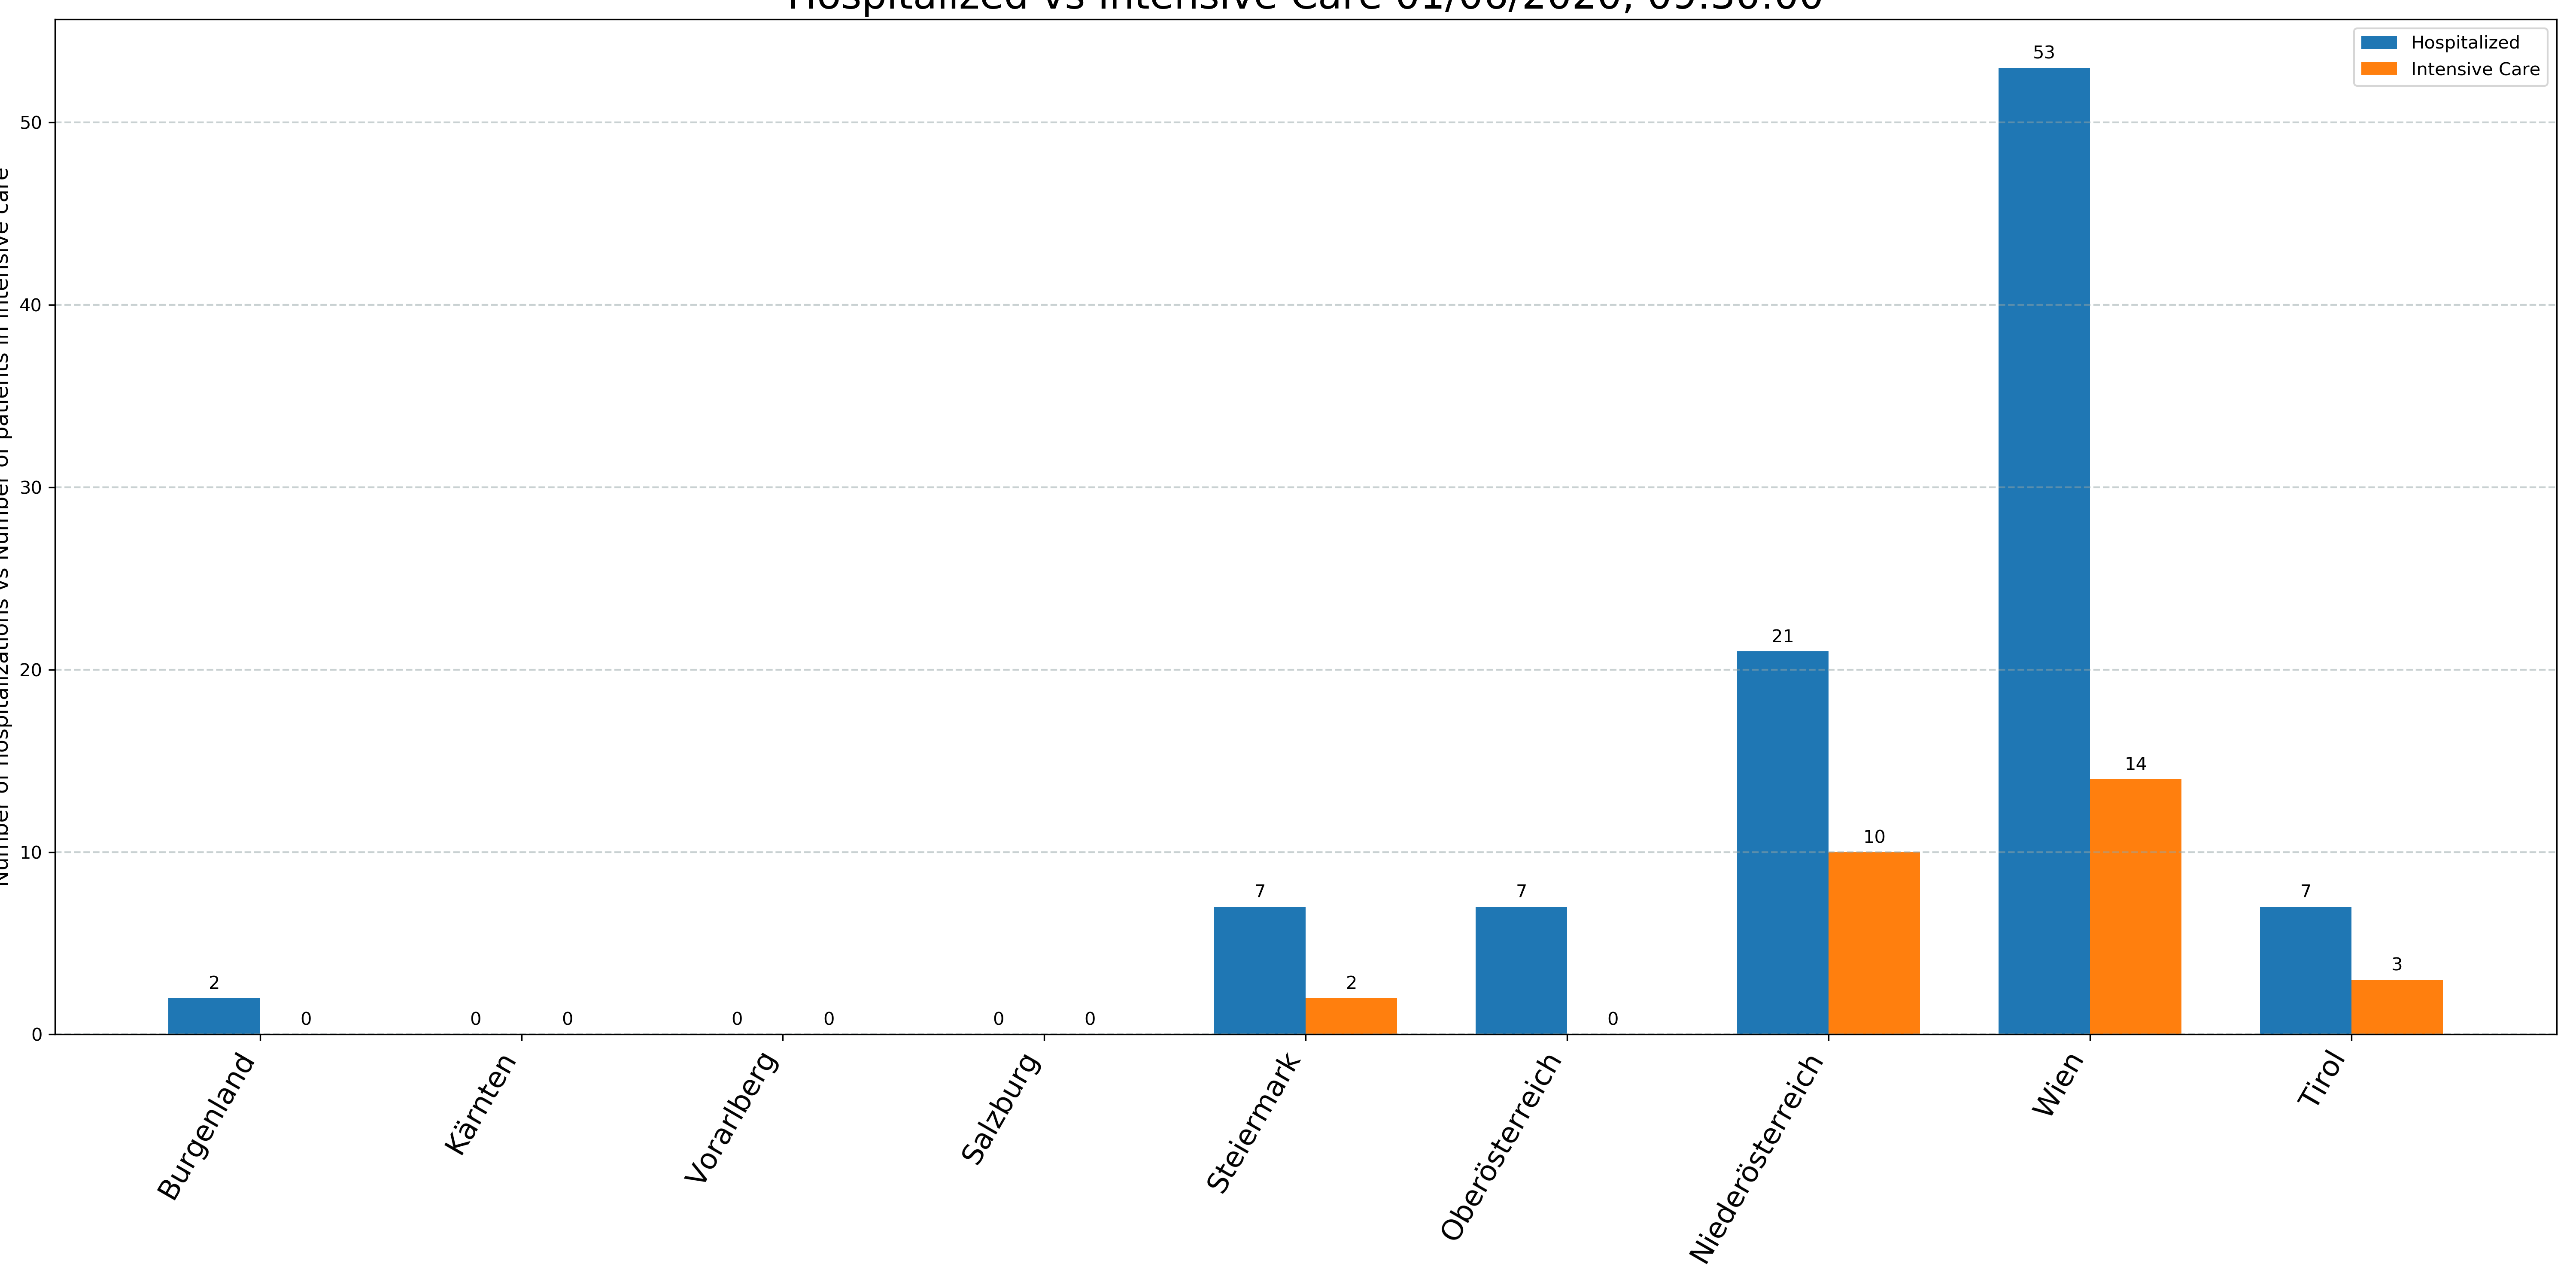 Hospitalized vs Intensive Care 01/06/2020, 09:30:00
Hospitalized
Intensive Care
Number of hospitalizations vs Number of patients in intensive care
50
40
30
20
10
0
2
0
0
0
0
0
0
0
7
2
7
0
21
10
53
14
7
3
Burgenland
Kärnten
Vorarlberg
Salzburg
Steiermark
Oberösterreich
Niederösterreich
Wien
Tirol